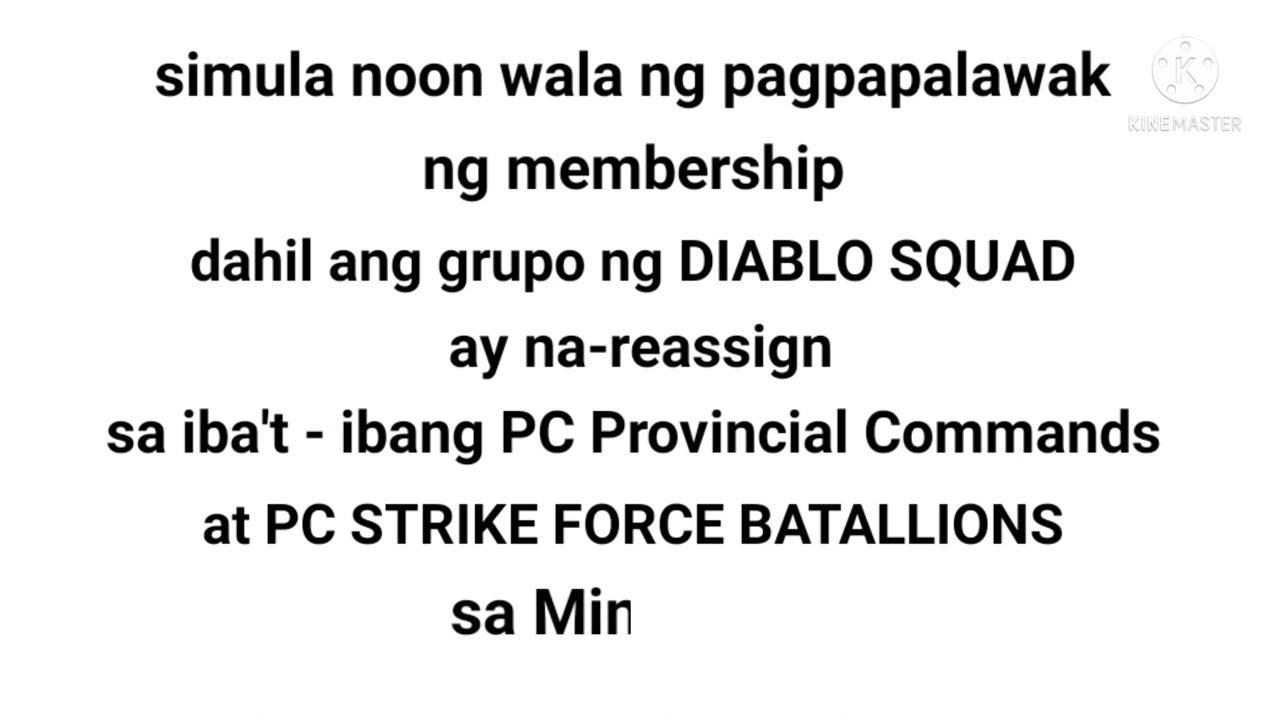 simula noon wala ng pagpapalawak
ng membership
dahil ang grupo ng DIABLO SQUAD
ay na-reassign
sa iba't - ibang PC Provincial Commands
at PC STRIKE FORCE BATALLIONS
sa Min
KINEMASTER